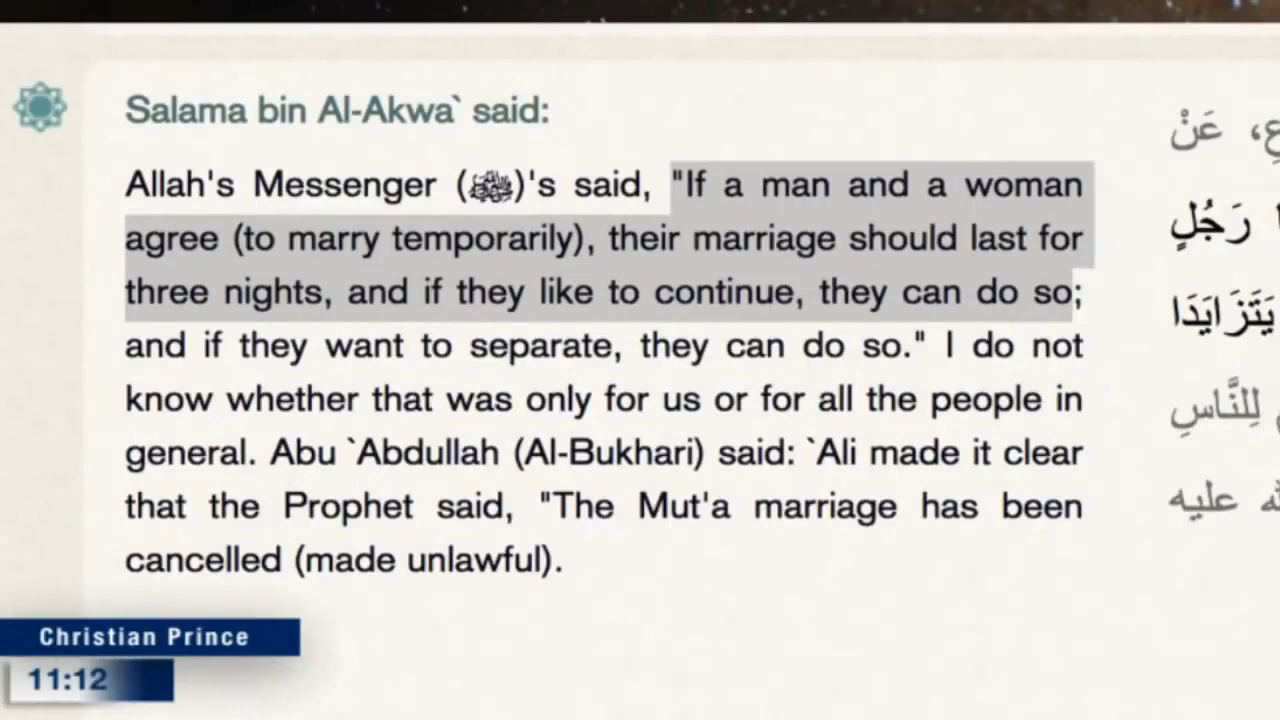 Salama bin Al-Akwa` said:
Allah's Messenger (ﷺ)'s said, "If a man and a woman
agree (to marry temporarily), their marriage should last for
three nights, and if they like to continue, they can do so;
and if they want to separate, they can do so." I do not
know whether that was only for us or for all the people in
general. Abu `Abdullah (Al-Bukhari) said: `Ali made it clear
that the Prophet said, "The Mut'a marriage has been
cancelled (made unlawful).
عَنْ
رَجُلٍ
يَتَزَايَدَا
لِلنَّاسِ
عليه
Christian Prince
11:12